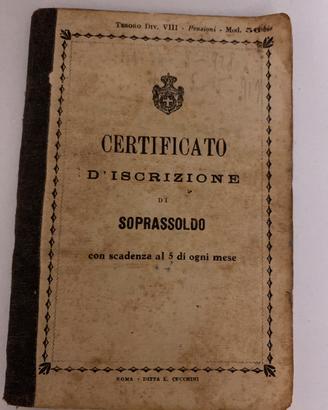 TESORO DIV. VIII - Pensioni - Mod.
CERTIFICATO
D'ISCRIZIONE
DI
SOPRASSOLDO
con scadenza al 5 di ogni mese
ROMA - DITTA E. CECCHINI